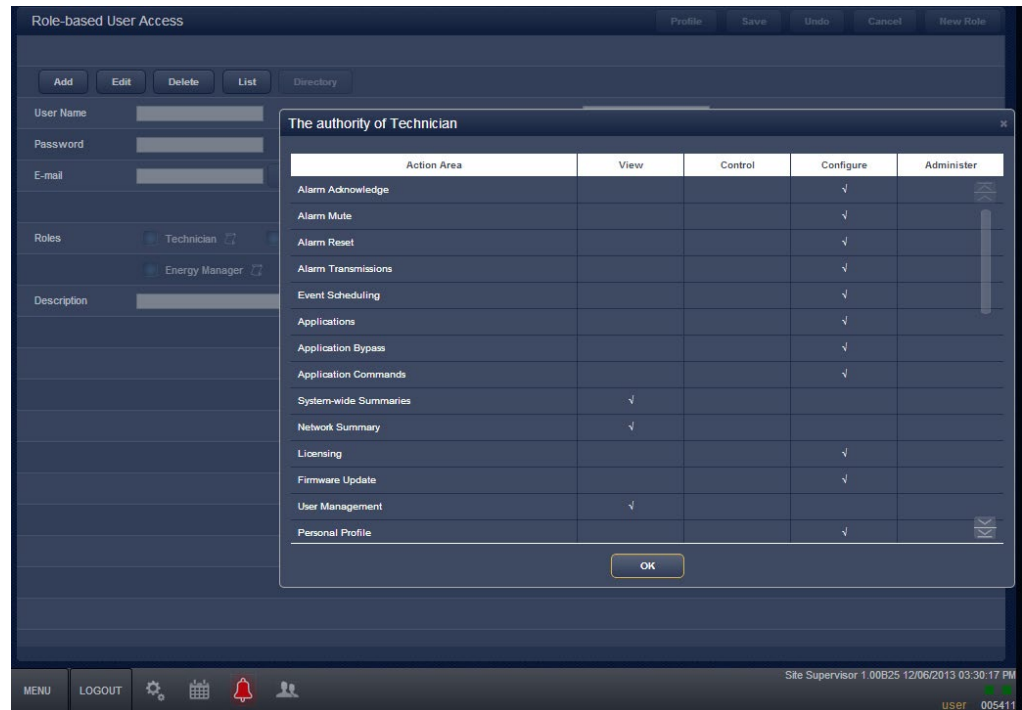 Role-based User Access Profile Save Undo Cancel New Role
Add Edit Delete List Directory
User Name
Password
E-mail
Roles Technician
Energy Manager
Description
The authority of Technician ×
Action Area View Control Configure Administer
Alarm Acknowledge √
Alarm Mute √
Alarm Reset √
Alarm Transmissions √
Event Scheduling √
Applications √
Application Bypass √
Application Commands √
System-wide Summaries √
Network Summary √
Licensing √
Firmware Update √
User Management √
Personal Profile √
OK
MENU LOGOUT
Site Supervisor 1.00B25 12/06/2013 03:30:17 PM
user 005411